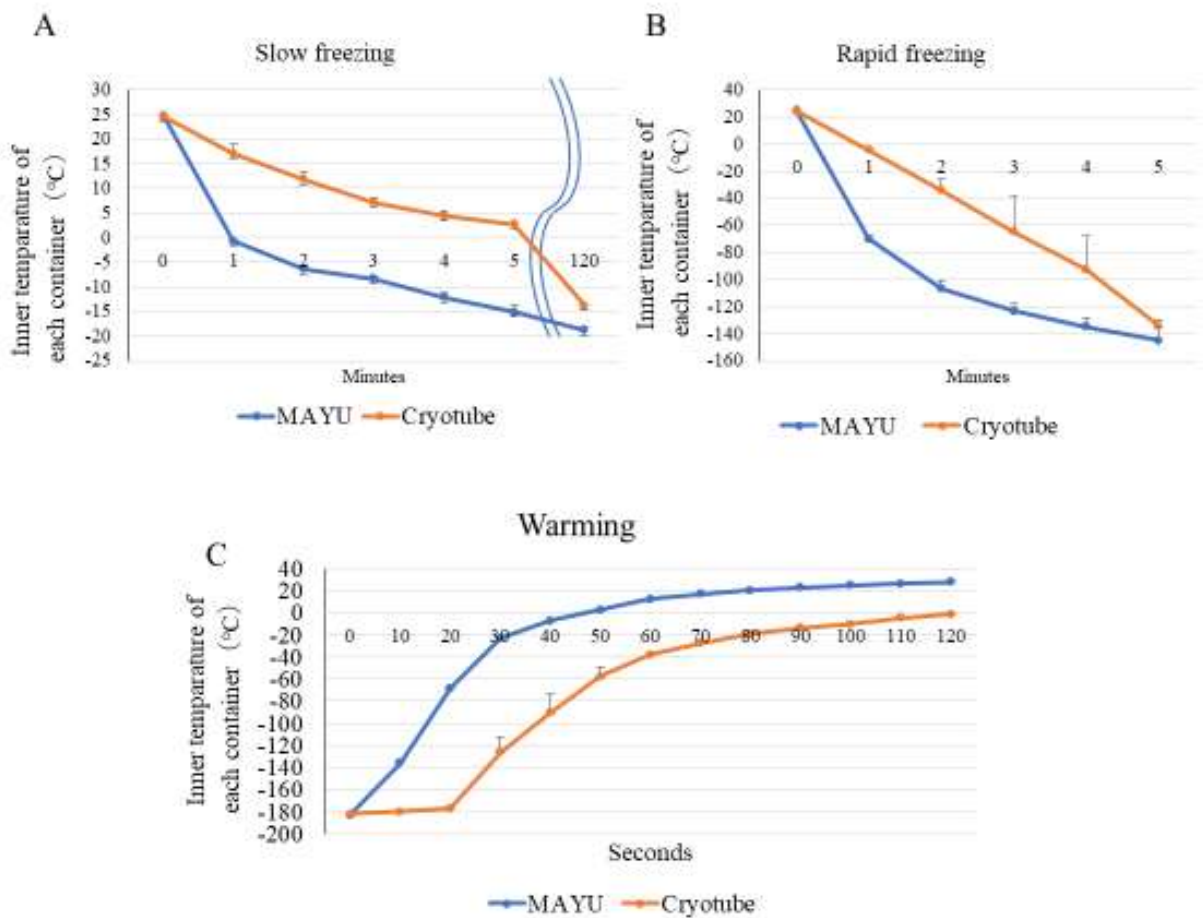 A
Slow freezing
Inner temparature of
each container (℃)
30
25
20
15
10
5
0
-5
-10
-15
-20
-25
0 1 2 3 4 5 120
Minutes
MAYU Cryotube
B
Rapid freezing
Inner temparature of
each container (℃)
40
20
0
-20
-40
-60
-80
-100
-120
-140
-160
0 1 2 3 4 5
Minutes
MAYU Cryotube
Warming
C
Inner temparature of
each container (℃)
40
20
0
-20
-40
-60
-80
-100
-120
-140
-160
-180
-200
0 10 20 30 40 50 60 70 80 90 100 110 120
Seconds
MAYU Cryotube